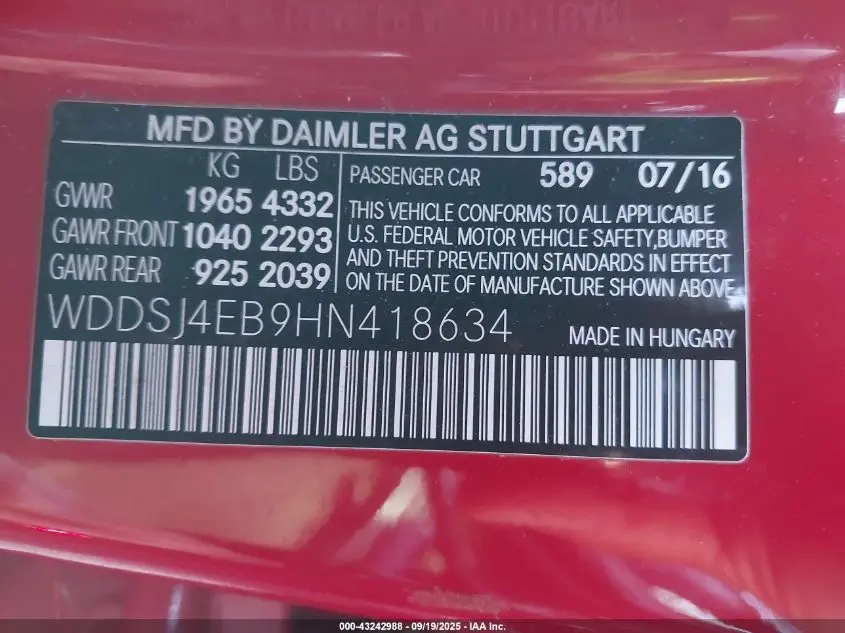 MFD BY DAIMLER AG STUTTGART
KG LBS
GVWR 1965 4332
GAWR FRONT 1040 2293
GAWR REAR 925 2039
PASSENGER CAR 589 07/16
THIS VEHICLE CONFORMS TO ALL APPLICABLE
U.S. FEDERAL MOTOR VEHICLE SAFETY,BUMPER
AND THEFT PREVENTION STANDARDS IN EFFECT
ON THE DATE OF MANUFACTURE SHOWN ABOVE
WDDSJ4EB9HN418634
MADE IN HUNGARY
000-43242988 - 09/19/2025 - IAA Inc.